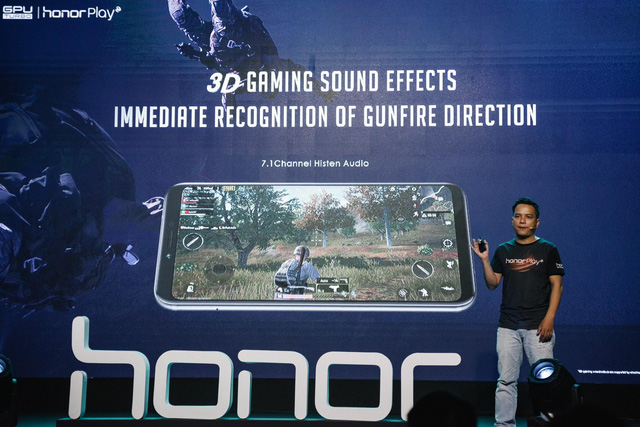 GPU TURBO | honor Play
3D GAMING SOUND EFFECTS
IMMEDIATE RECOGNITION OF GUNFIRE DIRECTION
7.1Channel Histen Audio
honor Play
honor